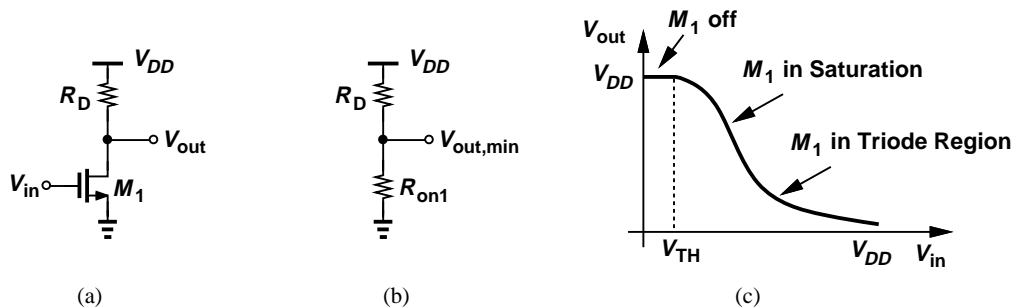 V_DD
R_D
V_out
V_in
M_1
(a)
V_DD
R_D
V_out,min
R_on1
(b)
V_out
M_1 off
V_DD
M_1 in Saturation
M_1 in Triode Region
V_TH
V_DD
V_in
(c)